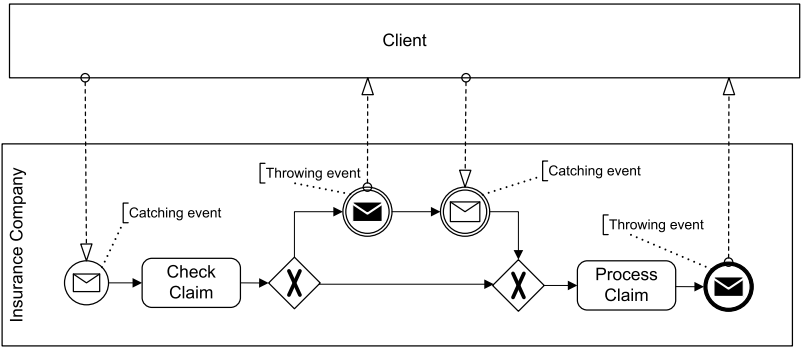 Client
Insurance Company
Throwing event
Catching event
Catching event
Throwing event
Check
Claim
Process
Claim
X
X